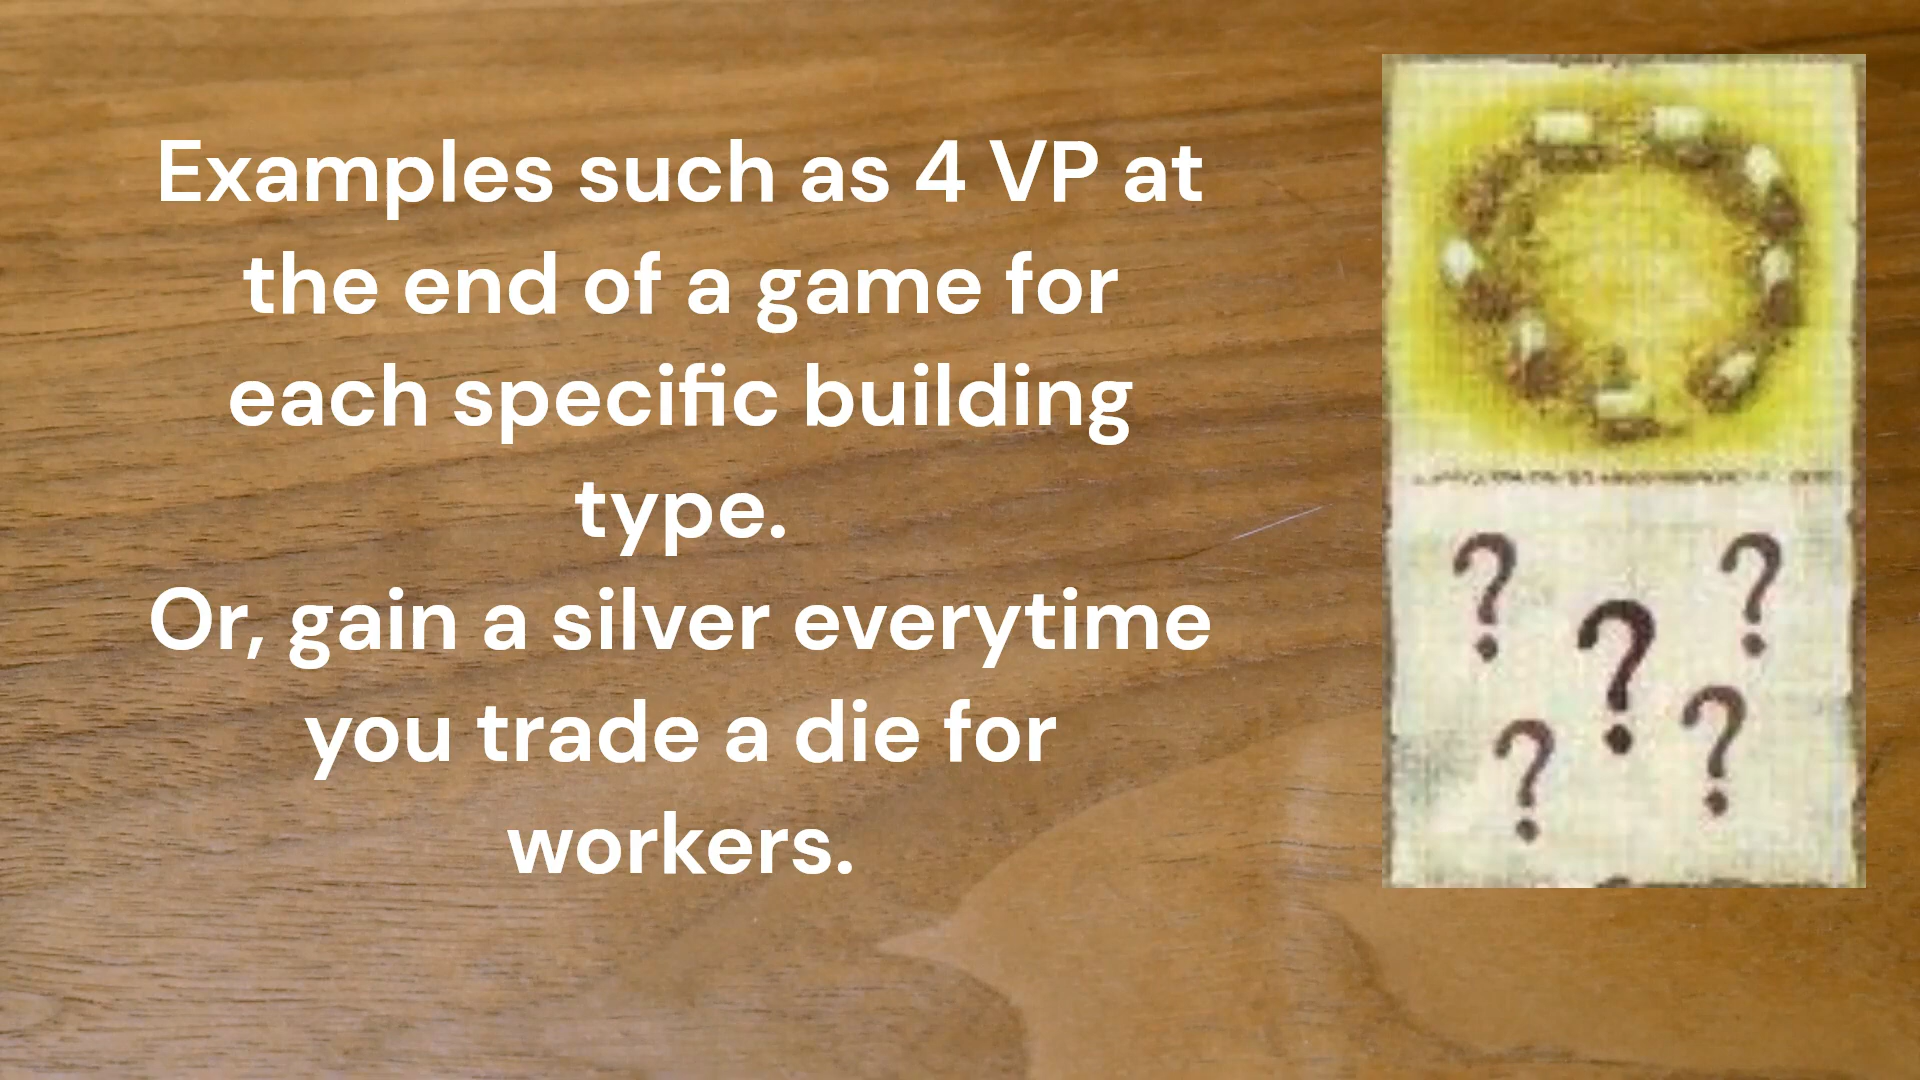 Examples such as 4 VP at
the end of a game for
each specific building
type.
Or, gain a silver everytime
you trade a die for
workers.
? ?
?
? ?